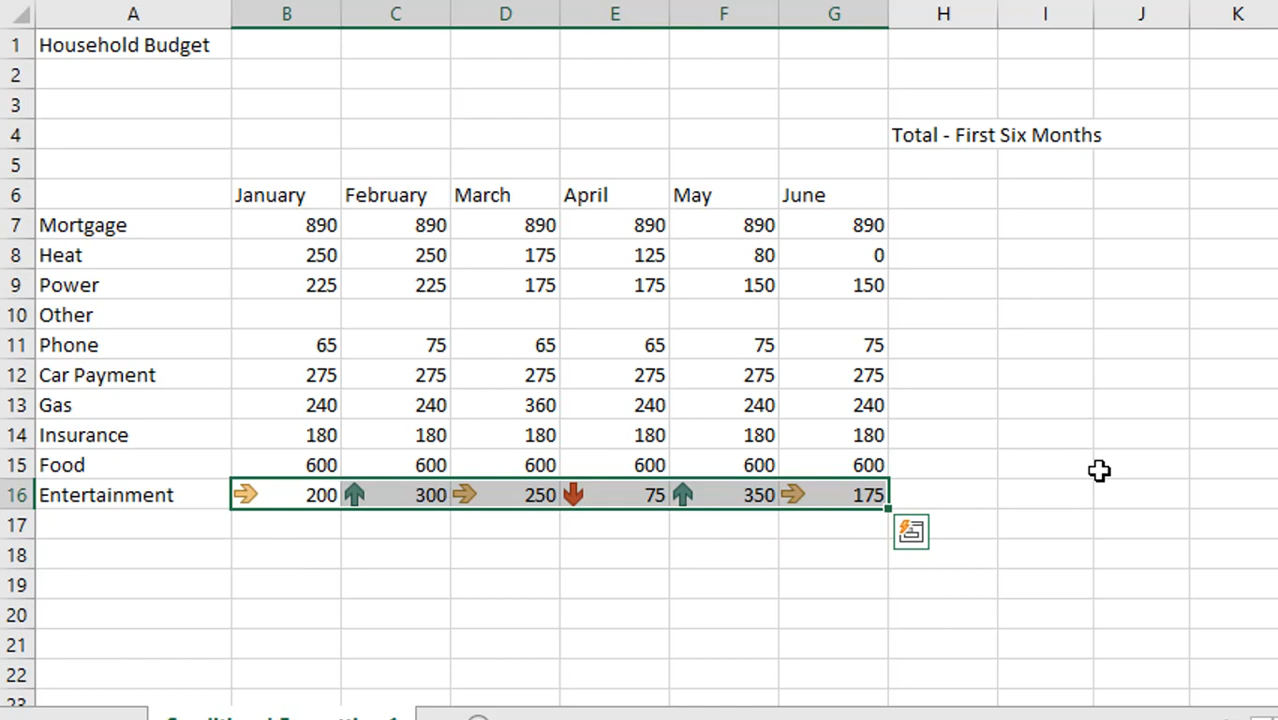 A B C D E F G H I J K
1 Household Budget
2
3
4 Total - First Six Months
5
6 January February March April May June
7 Mortgage 890 890 890 890 890 890
8 Heat 250 250 175 125 80 0
9 Power 225 225 175 175 150 150
10 Other
11 Phone 65 75 65 65 75 75
12 Car Payment 275 275 275 275 275 275
13 Gas 240 240 360 240 240 240
14 Insurance 180 180 180 180 180 180
15 Food 600 600 600 600 600 600
16 Entertainment 200 300 250 75 350 175
17
18
19
20
21
22
23